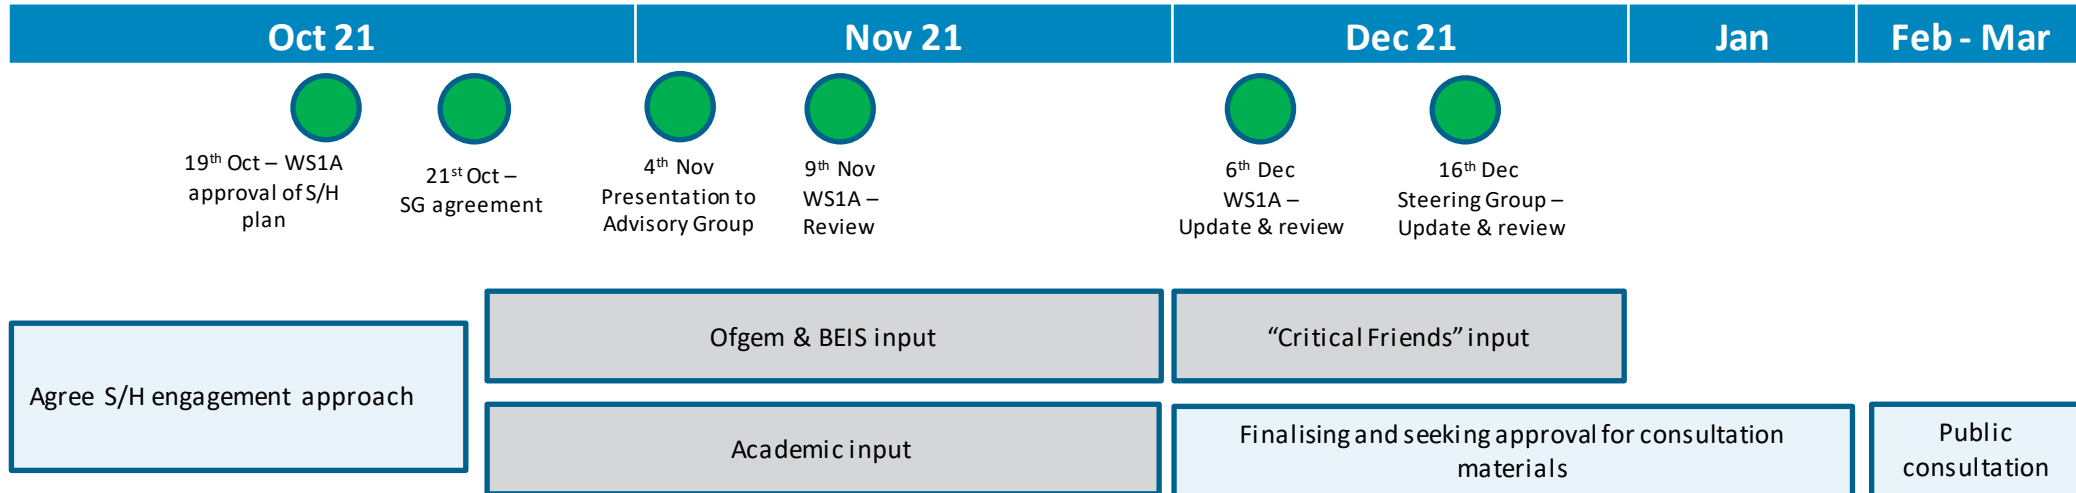 Oct 21
Nov 21
Dec 21
Jan
Feb - Mar
19th Oct – WS1A
approval of S/H
plan
21st Oct –
SG agreement
4th Nov
Presentation to
Advisory Group
9th Nov
WS1A –
Review
6th Dec
WS1A –
Update & review
16th Dec
Steering Group –
Update & review
Agree S/H engagement approach
Ofgem & BEIS input
“Critical Friends” input
Academic input
Finalising and seeking approval for consultation
materials
Public
consultation